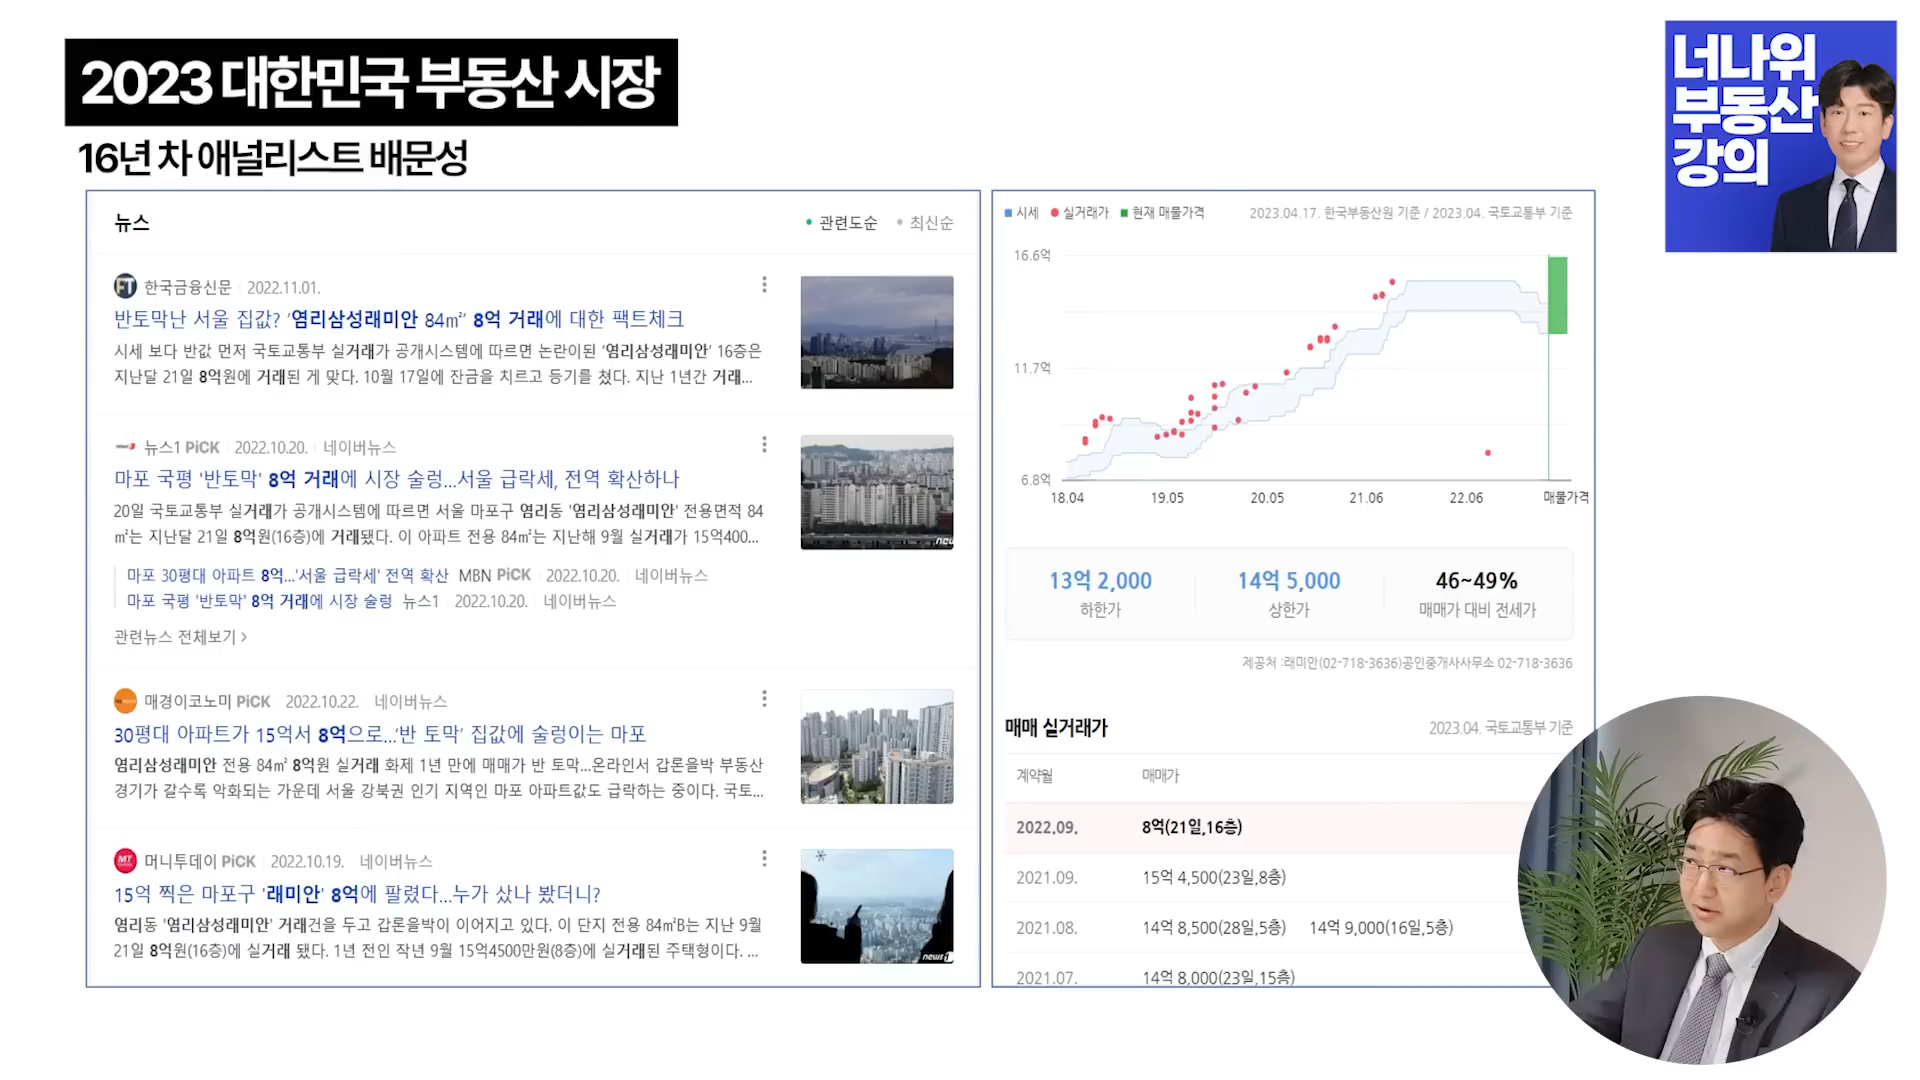 2023 대한민국 부동산 시장
16년 차 애널리스트 배문성
너나위
부동산
강의
뉴스
관련도순
최신순
FT 한국금융신문 2022.11.01.
반토막난 서울 집값? '염리삼성래미안 84㎡' 8억 거래에 대한 팩트체크
시세 보다 반값 먼저 국토교통부 실거래가 공개시스템에 따르면 논란이된 '염리삼성래미안' 16층은
지난달 21일 8억원에 거래된 게 맞다. 10월 17일에 잔금을 치르고 등기를 쳤다. 지난 1년간 거래...
news1 뉴스1 PiCK 2022.10.20. 네이버뉴스
마포 국평 '반토막' 8억 거래에 시장 술렁...서울 급락세, 전역 확산하나
20일 국토교통부 실거래가 공개시스템에 따르면 서울 마포구 염리동 '염리삼성래미안' 전용면적 84
㎡는 지난달 21일 8억원(16층)에 거래됐다. 이 아파트 전용 84㎡는 지난해 9월 실거래가 15억400...
마포 30평대 아파트 8억...'서울 급락세' 전역 확산 MBN PiCK 2022.10.20. 네이버뉴스
마포 국평 '반토막' 8억 거래에 시장 술렁 뉴스1 2022.10.20. 네이버뉴스
관련뉴스 전체보기 >
매경이코노미 PiCK 2022.10.22. 네이버뉴스
30평대 아파트가 15억서 8억으로...'반 토막' 집값에 술렁이는 마포
염리삼성래미안 전용 84㎡ 8억원 실거래 화제 1년 만에 매매가 반 토막...온라인서 갑론을박 부동산
경기가 갈수록 악화되는 가운데 서울 강북권 인기 지역인 마포 아파트값도 급락하는 중이다. 국토...
MT 머니투데이 PiCK 2022.10.19. 네이버뉴스
15억 찍은 마포구 '래미안' 8억에 팔렸다...누가 샀나 봤더니?
염리동 '염리삼성래미안' 거래건을 두고 갑론을박이 이어지고 있다. 이 단지 전용 84㎡B는 지난 9월
21일 8억원(16층)에 실거래 됐다. 1년 전인 작년 9월 15억4500만원(8층)에 실거래된 주택형이다. ...
news1
시세 실거래가 현재 매물가격 2023.04.17. 한국부동산원 기준 / 2023.04. 국토교통부 기준
16.6억
11.7억
6.8억
18.04 19.05 20.05 21.06 22.06 매물가격
13억 2,000 14억 5,000 46~49%
하한가 상한가 매매가 대비 전세가
제공처 :래미안(02-718-3636)공인중개사사무소 02-718-3636
매매 실거래가 2023.04. 국토교통부 기준
계약월 매매가
2022.09. 8억(21일,16층)
2021.09. 15억 4,500(23일,8층)
2021.08. 14억 8,500(28일,5층) 14억 9,000(16일,5층)
2021.07. 14억 8,000(23일,15층)